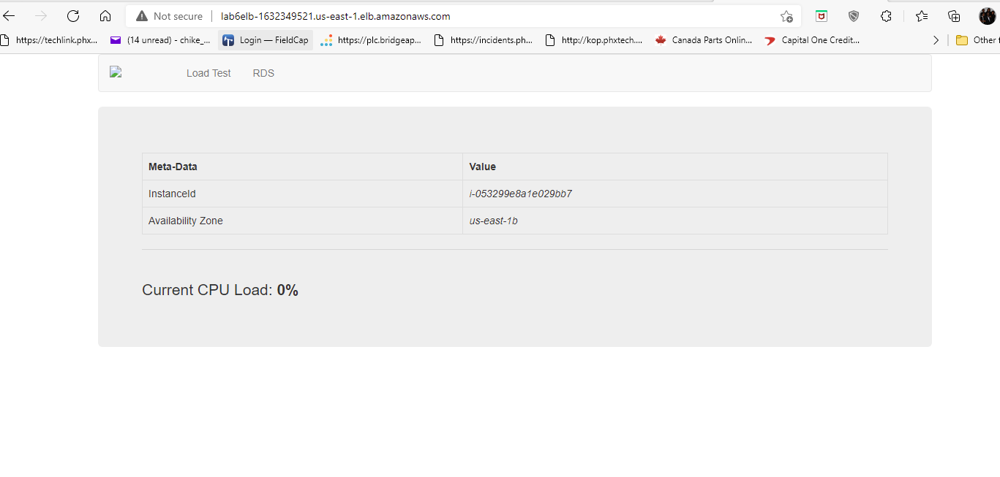 Not secure | lab6elb-1632349521.us-east-1.elb.amazonaws.com
https://techlink.phx... (14 unread) - chike_... Login — FieldCap https://plc.bridgeap... https://incidents.ph... http://kop.phxtech.... Canada Parts Onlin... Capital One Credit... Other f
Load Test RDS
Meta-Data Value
InstanceId i-053299e8a1e029bb7
Availability Zone us-east-1b
Current CPU Load: 0%